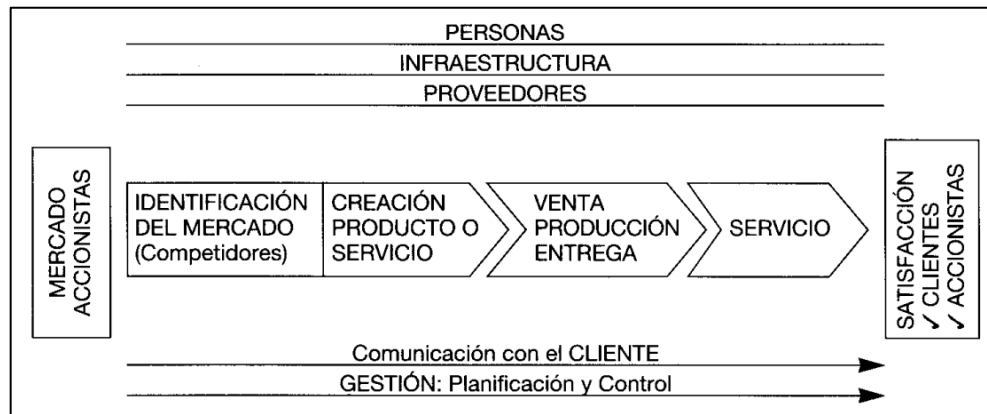 PERSONAS
INFRAESTRUCTURA
PROVEEDORES
MERCADO
ACCIONISTAS
IDENTIFICACIÓN
DEL MERCADO
(Competidores)
CREACIÓN
PRODUCTO O
SERVICIO
VENTA
PRODUCCIÓN
ENTREGA
SERVICIO
SATISFACCIÓN
✓ CLIENTES
✓ ACCIONISTAS
Comunicación con el CLIENTE
GESTIÓN: Planificación y Control